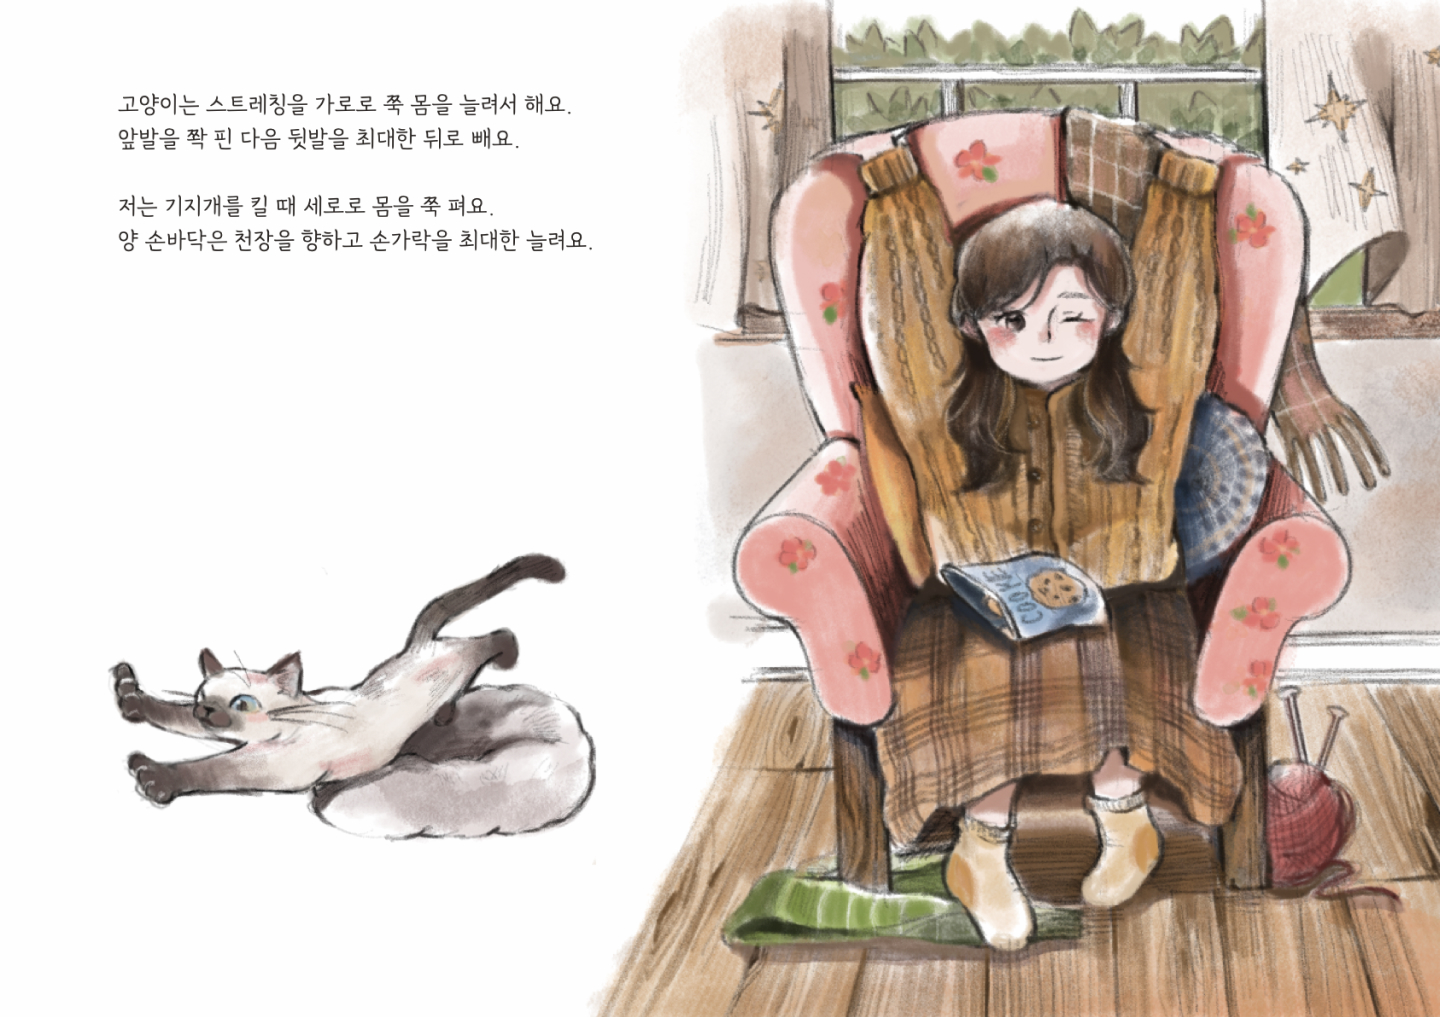 고양이는 스트레칭을 가로로 쭉 몸을 늘려서 해요.
앞발을 쫙 핀 다음 뒷발을 최대한 뒤로 빼요.
저는 기지개를 킬 때 세로로 몸을 쭉 펴요.
양 손바닥은 천장을 향하고 손가락을 최대한 늘려요.
COOKIE